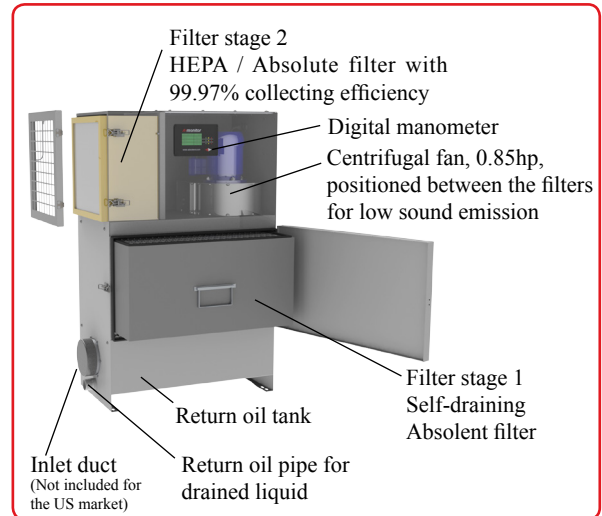 Filter stage 2
HEPA / Absolute filter with
99.97% collecting efficiency
Digital manometer
Centrifugal fan, 0.85hp,
positioned between the filters
for low sound emission
Filter stage 1
Self-draining
Absolent filter
Return oil tank
Inlet duct
(Not included for
the US market)
Return oil pipe for
drained liquid